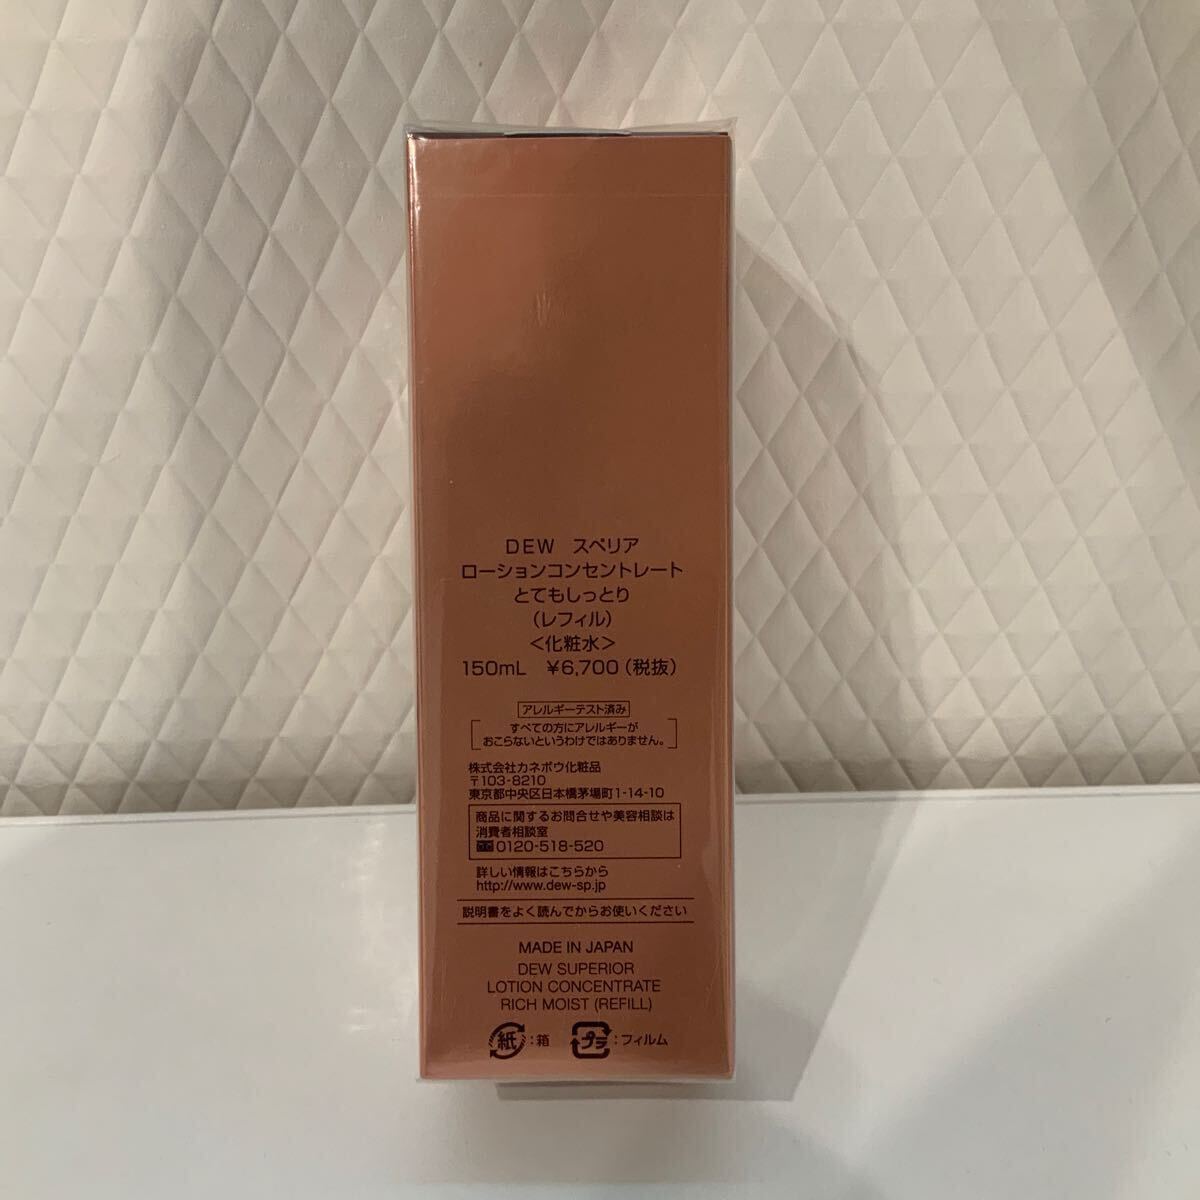 DEW スペリア
ローションコンセントレート
とてもしっとり
(レフィル)
<化粧水>
150mL ¥6,700(税抜)
アレルギーテスト済み
すべての方にアレルギーが
おこらないというわけではありません。
株式会社カネボウ化粧品
〒103-8210
東京都中央区日本橋茅場町1-14-10
商品に関するお問合せや美容相談は
消費者相談室
0120-518-520
詳しい情報はこちらから
http://www.dew-sp.jp
説明書をよく読んでからお使いください
MADE IN JAPAN
DEW SUPERIOR
LOTION CONCENTRATE
RICH MOIST (REFILL)
紙:箱 プラ:フィルム